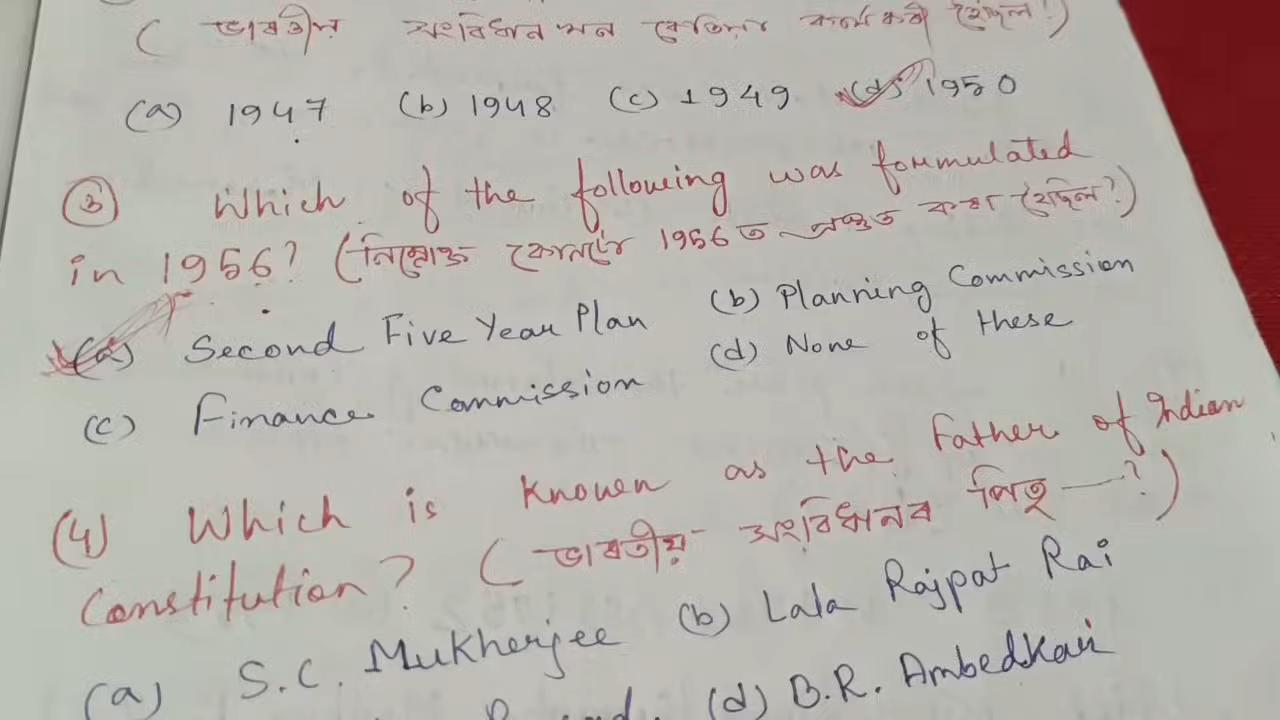 ( ভাৰতীয় সংবিধান খন কেতিয়া কাৰ্যকৰী হৈছিল?)
(a) 1947 (b) 1948 (c) 1949 (d) 1950
③ Which of the following was formulated
in 1956? (নিম্নোক্ত কোনটো 1956ত প্ৰস্তুত কৰা হৈছিল?)
(a) Second Five Year Plan (b) Planning Commission
(c) Finance Commission (d) None of these
(4) Which is known as the Father of Indian
Constitution? ( ভাৰতীয় সংবিধানৰ পিতৃ —?)
(a) S.C. Mukherjee (b) Lala Rajpat Rai
(d) B.R. Ambedkar